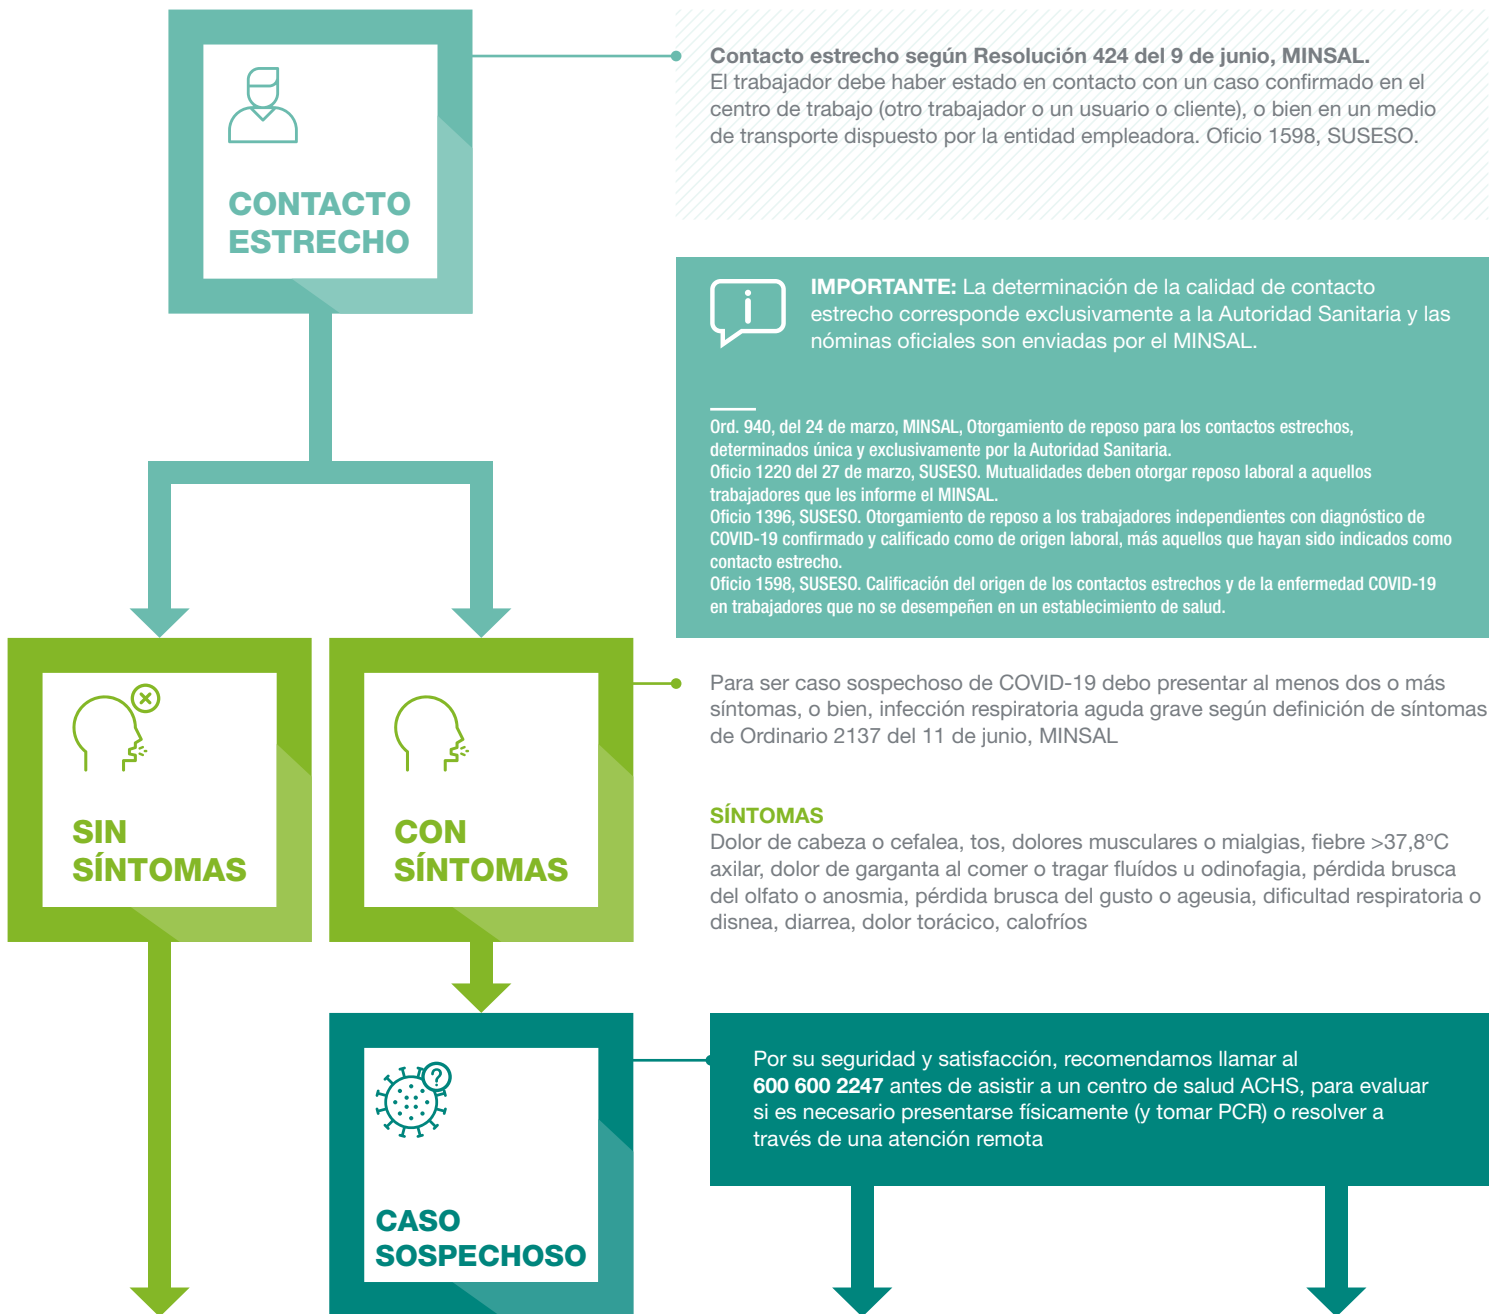 CONTACTO
ESTRECHO
Contacto estrecho según Resolución 424 del 9 de junio, MINSAL.
El trabajador debe haber estado en contacto con un caso confirmado en el
centro de trabajo (otro trabajador o un usuario o cliente), o bien en un medio
de transporte dispuesto por la entidad empleadora. Oficio 1598, SUSESO.
i
IMPORTANTE: La determinación de la calidad de contacto
estrecho corresponde exclusivamente a la Autoridad Sanitaria y las
nóminas oficiales son enviadas por el MINSAL.
Ord. 940, del 24 de marzo, MINSAL, Otorgamiento de reposo para los contactos estrechos,
determinados única y exclusivamente por la Autoridad Sanitaria.
Oficio 1220 del 27 de marzo, SUSESO. Mutualidades deben otorgar reposo laboral a aquellos
trabajadores que les informe el MINSAL.
Oficio 1396, SUSESO. Otorgamiento de reposo a los trabajadores independientes con diagnóstico de
COVID-19 confirmado y calificado como de origen laboral, más aquellos que hayan sido indicados como
contacto estrecho.
Oficio 1598, SUSESO. Calificación del origen de los contactos estrechos y de la enfermedad COVID-19
en trabajadores que no se desempeñen en un establecimiento de salud.
SIN
SÍNTOMAS
CON
SÍNTOMAS
Para ser caso sospechoso de COVID-19 debo presentar al menos dos o más
síntomas, o bien, infección respiratoria aguda grave según definición de síntomas
de Ordinario 2137 del 11 de junio, MINSAL
SÍNTOMAS
Dolor de cabeza o cefalea, tos, dolores musculares o mialgias, fiebre >37,8ºC
axilar, dolor de garganta al comer o tragar fluídos u odinofagia, pérdida brusca
del olfato o anosmia, pérdida brusca del gusto o ageusia, dificultad respiratoria o
disnea, diarrea, dolor torácico, calofríos
?
CASO
SOSPECHOSO
Por su seguridad y satisfacción, recomendamos llamar al
600 600 2247 antes de asistir a un centro de salud ACHS, para evaluar
si es necesario presentarse físicamente (y tomar PCR) o resolver a
través de una atención remota